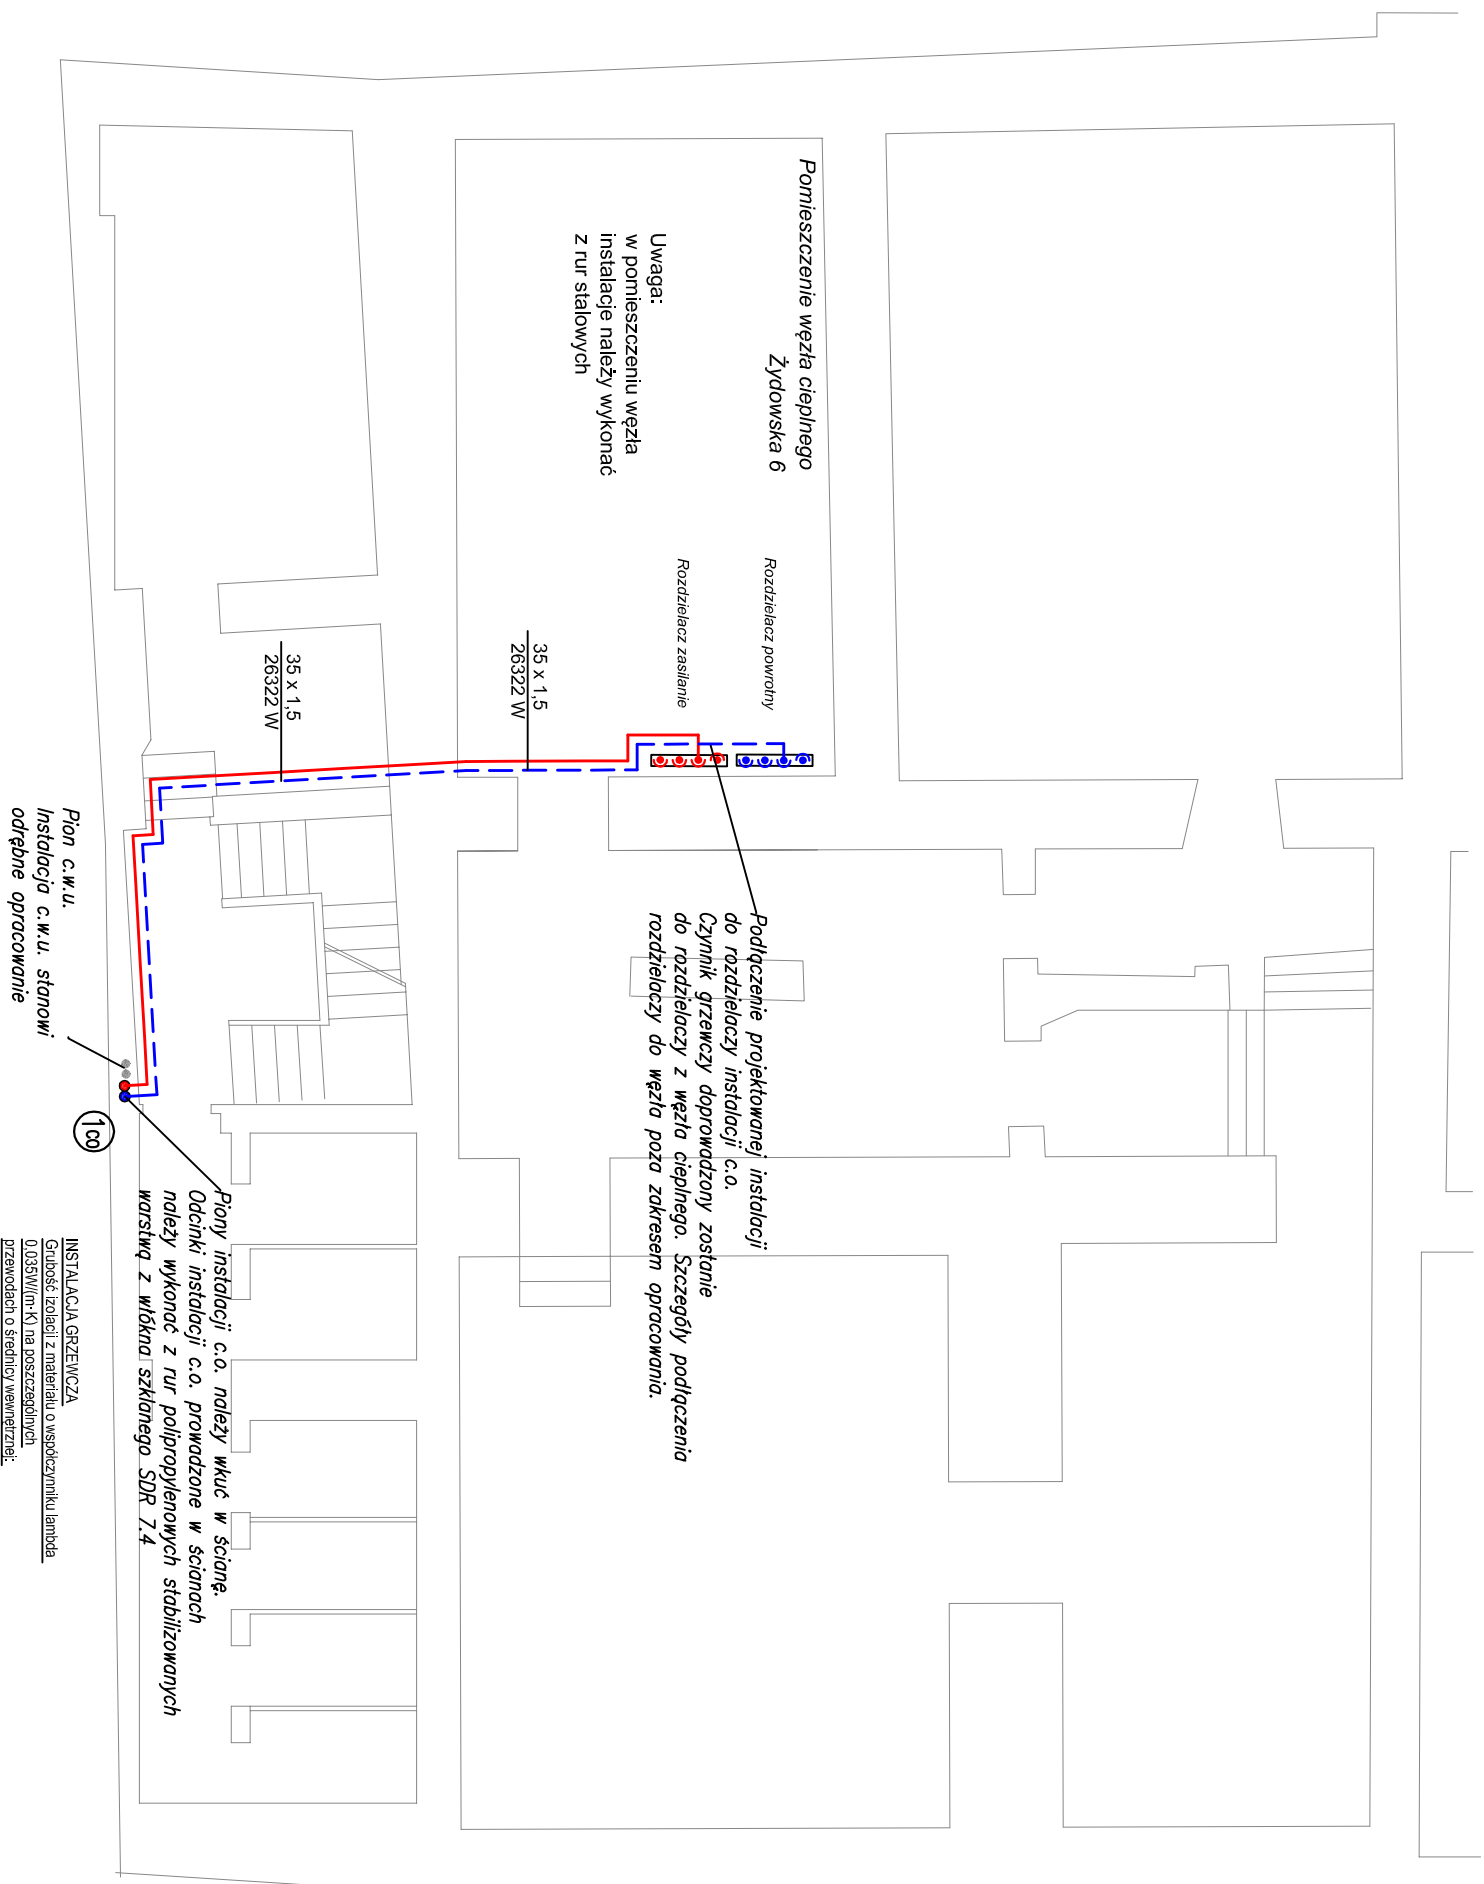 Pomieszczenie węzła cieplnego
Żydowska 6
Uwaga:
w pomieszczeniu węzła
instalacje należy wykonać
z rur stalowych
Rozdzielacz powrotny
Rozdzielacz zasilanie
35 x 1,5
26322 W
35 x 1,5
26322 W
Podłączenie projektowanej instalacji
do rozdzielaczy instalacji c.o.
Czynnik grzewczy doprowadzony zostanie
do rozdzielaczy z węzła cieplnego. Szczegóły podłączenia
rozdzielaczy do węzła poza zakresem opracowania.
Pion c.w.u.
Instalacja c.w.u. stanowi
odrębne opracowanie
1co
Piony instalacji c.o. należy wkuć w ścianę.
Odcinki instalacji c.o. prowadzone w ścianach
należy wykonać z rur polipropylenowych stabilizowanych
warstwą z włókna szklanego SDR 7.4
INSTALACJA GRZEWCZA
Grubość izolacji z materiału o współczynniku lambda
0,035W/(m·K) na poszczególnych
przewodach o średnicy wewnętrznej: